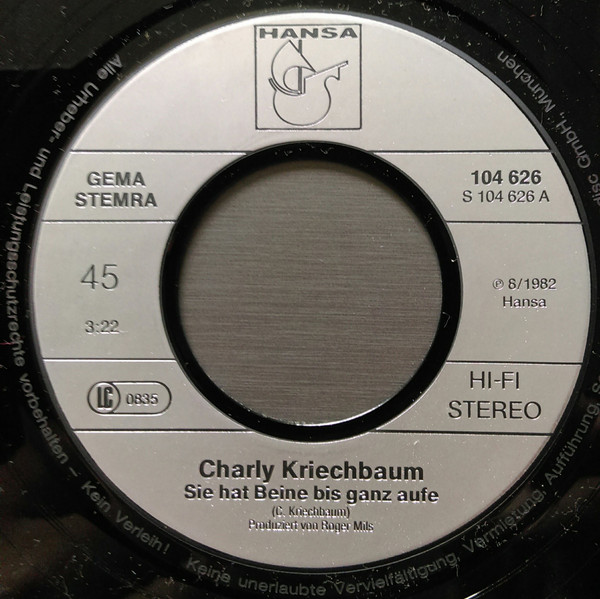 HANSA
GEMA
STEMRA
104 626
S 104 626 A
45
3:22
℗ 8/1982
Hansa
LC 0835
HI-FI
STEREO
Charly Kriechbaum
Sie hat Beine bis ganz aufe
(C. Kriechbaum)
Produziert von Roger Mils
Alle Urheber- und Leistungsschutzrechte vorbehalten – Kein Verleih! Keine unerlaubte Vervielfältigung, Vermietung, Aufführung,
disc GmbH, München